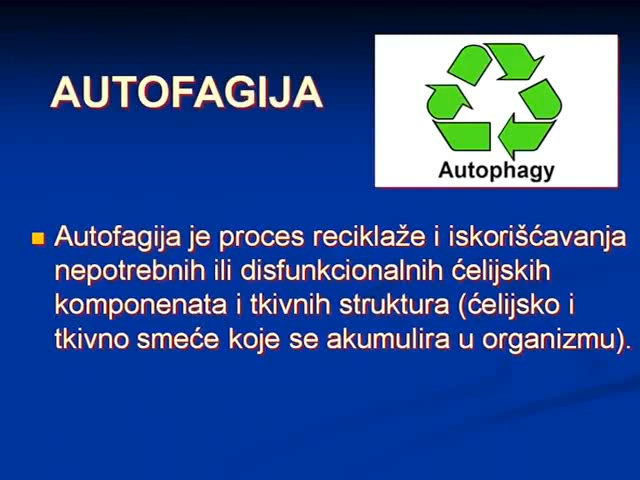 AUTOFAGIJA
Autophagy
Autofagija je proces reciklaže i iskorišćavanja
nepotrebnih ili disfunkcionalnih ćelijskih
komponenata i tkivnih struktura (ćelijsko i
tkivno smeće koje se akumulira u organizmu).